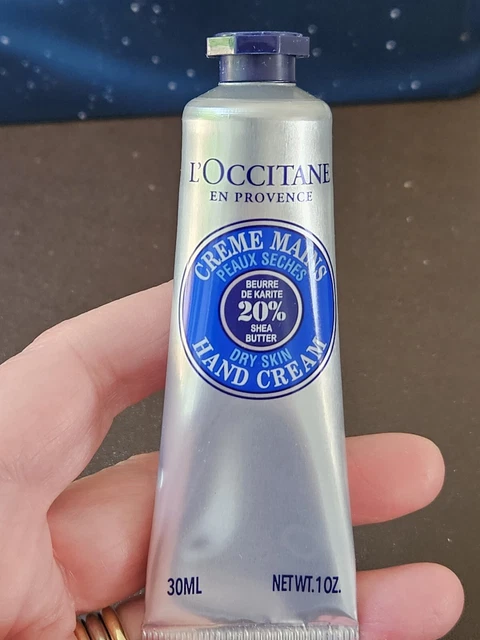 L'OCCITANE
EN PROVENCE
CREME MAINS
PEAUX SECHES
BEURRE
DE KARITE
20%
SHEA
BUTTER
DRY SKIN
HAND CREAM
30ML NET WT. 1 OZ.